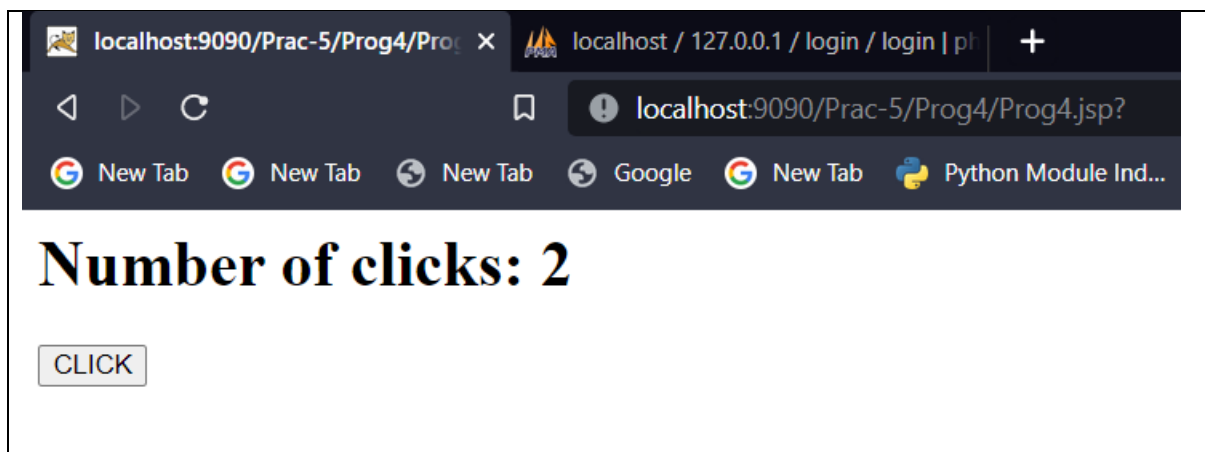 localhost:9090/Prac-5/Prog4/Prog localhost / 127.0.0.1 / login / login | ph
localhost:9090/Prac-5/Prog4/Prog4.jsp?
New Tab New Tab New Tab Google New Tab Python Module Ind...
Number of clicks: 2
CLICK